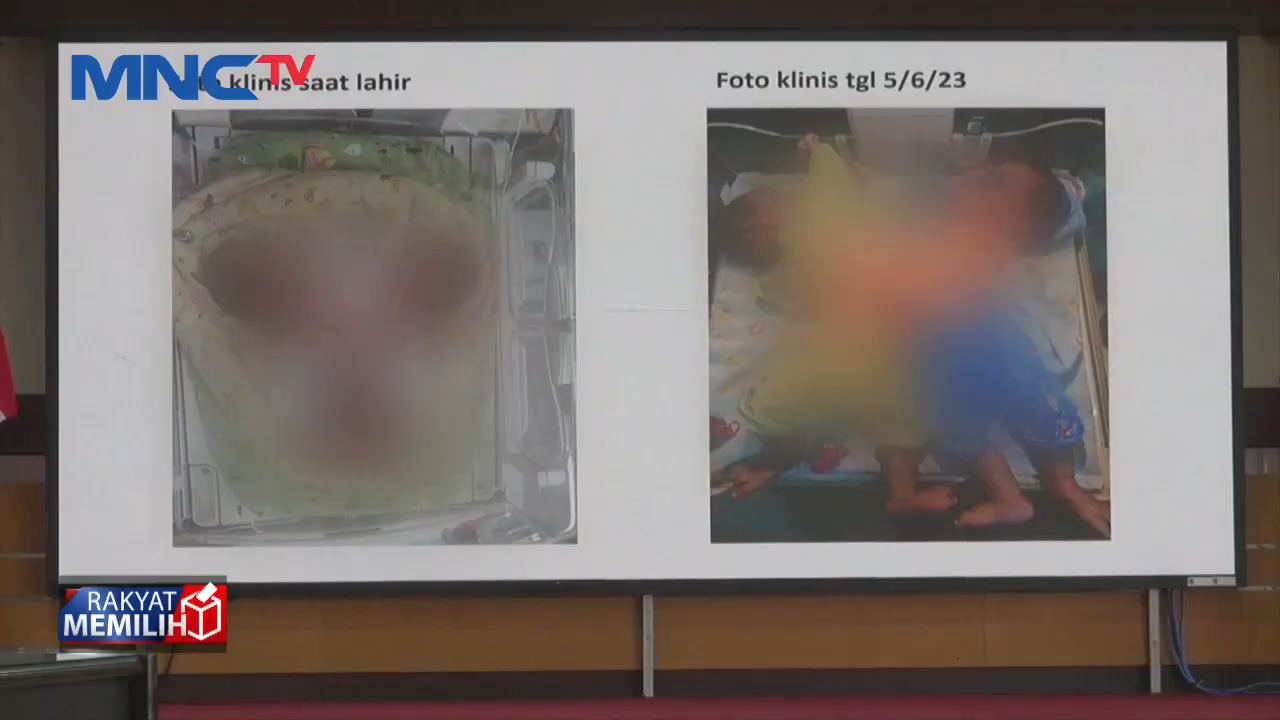 MNCTV
klinis saat lahir
Foto klinis tgl 5/6/23
RAKYAT
MEMILIH